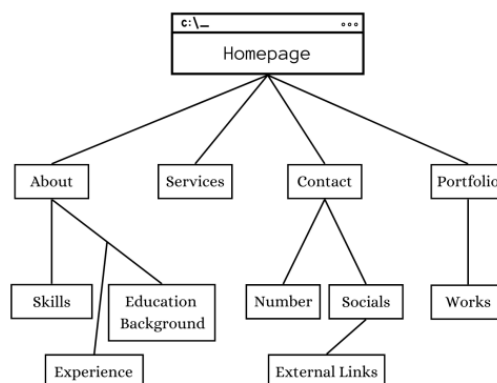 C:\_
Homepage
About
Services
Contact
Portfolio
Skills
Education
Background
Number
Socials
Works
Experience
External Links